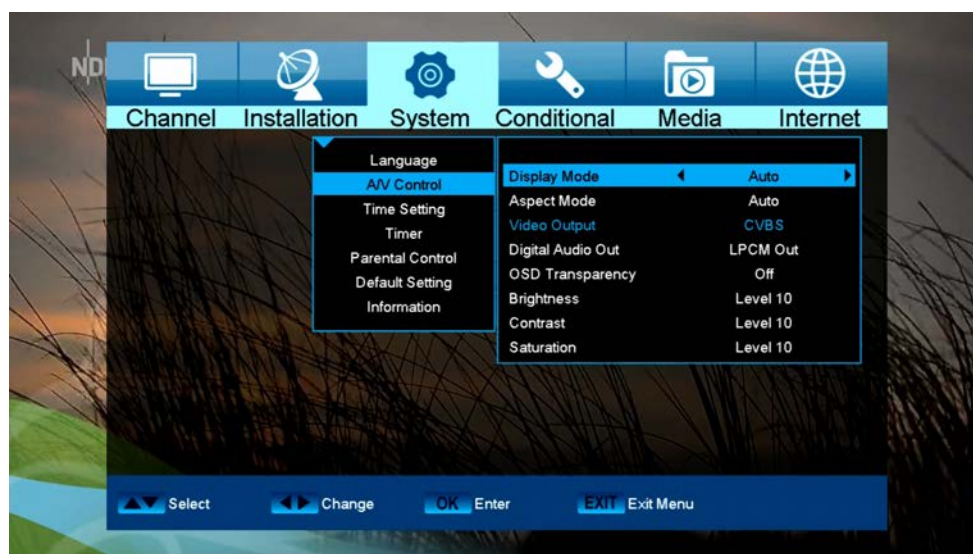 NDR
Channel Installation System Conditional Media Internet
Language
A/V Control
Time Setting
Timer
Parental Control
Default Setting
Information
Display Mode Auto
Aspect Mode Auto
Video Output CVBS
Digital Audio Out LPCM Out
OSD Transparency Off
Brightness Level 10
Contrast Level 10
Saturation Level 10
Select Change OK Enter EXIT Exit Menu